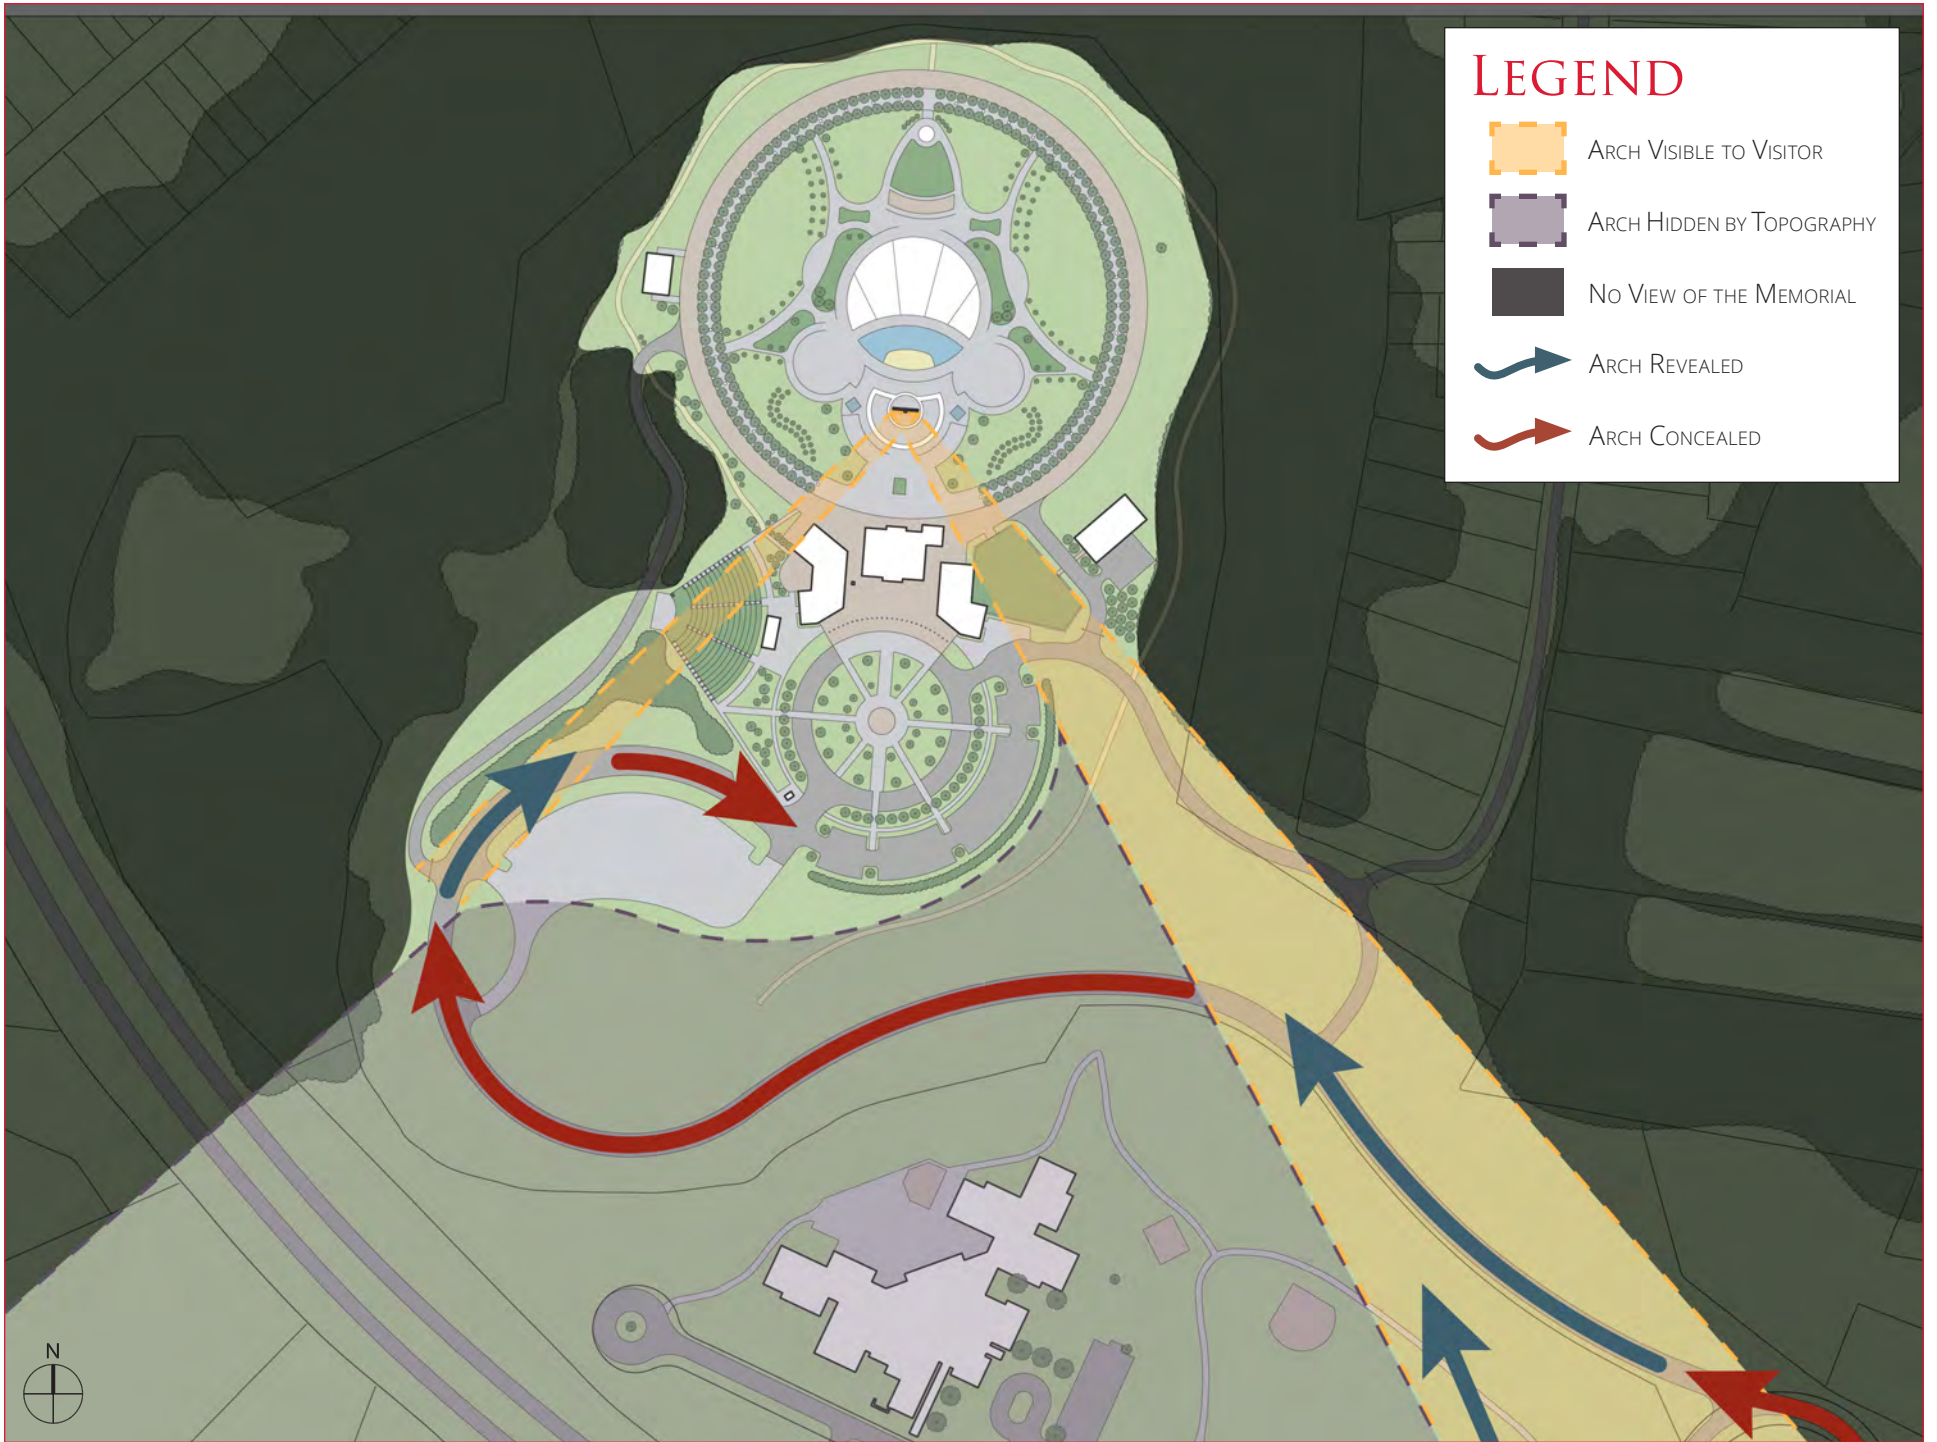 LEGEND
ARCH VISIBLE TO VISITOR
ARCH HIDDEN BY TOPOGRAPHY
NO VIEW OF THE MEMORIAL
ARCH REVEALED
ARCH CONCEALED
N